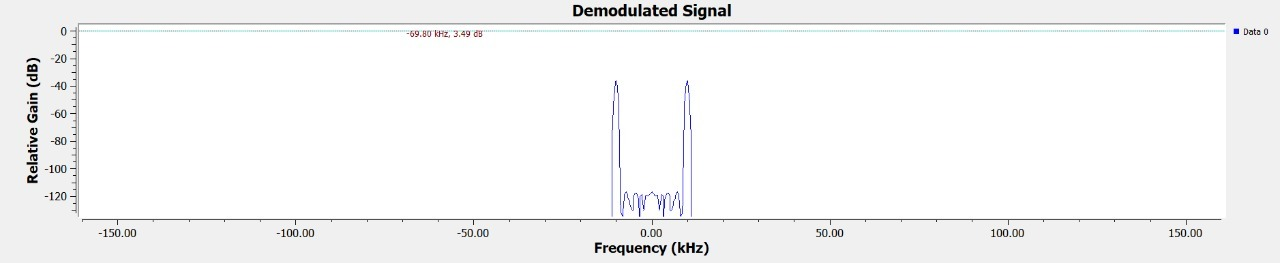 Demodulated Signal
-69.80 kHz, 3.49 dB
Data 0
Relative Gain (dB)
0
-20
-40
-60
-80
-100
-120
-150.00 -100.00 -50.00 0.00 50.00 100.00 150.00
Frequency (kHz)